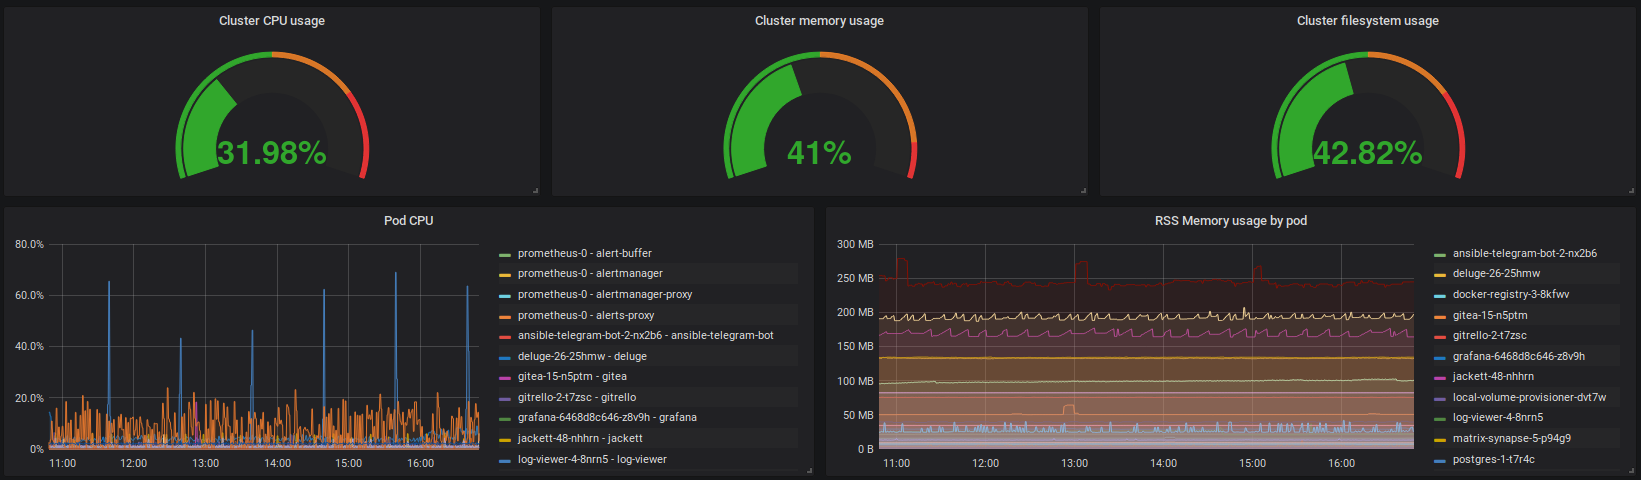 Cluster CPU usage
31.98%
Cluster memory usage
41%
Cluster filesystem usage
42.82%
Pod CPU
80.0%
60.0%
40.0%
20.0%
0%
11:00 12:00 13:00 14:00 15:00 16:00
prometheus-0 - alert-buffer
prometheus-0 - alertmanager
prometheus-0 - alertmanager-proxy
prometheus-0 - alerts-proxy
ansible-telegram-bot-2-nx2b6 - ansible-telegram-bot
deluge-26-25hmw - deluge
gitea-15-n5ptm - gitea
gitrello-2-t7zsc - gitrello
grafana-6468d8c646-z8v9h - grafana
jackett-48-nhhrn - jackett
log-viewer-4-8nrn5 - log-viewer
RSS Memory usage by pod
300 MB
250 MB
200 MB
150 MB
100 MB
50 MB
0 B
11:00 12:00 13:00 14:00 15:00 16:00
ansible-telegram-bot-2-nx2b6
deluge-26-25hmw
docker-registry-3-8kfwv
gitea-15-n5ptm
gitrello-2-t7zsc
grafana-6468d8c646-z8v9h
jackett-48-nhhrn
local-volume-provisioner-dvt7w
log-viewer-4-8nrn5
matrix-synapse-5-p94g9
postgres-1-t7r4c